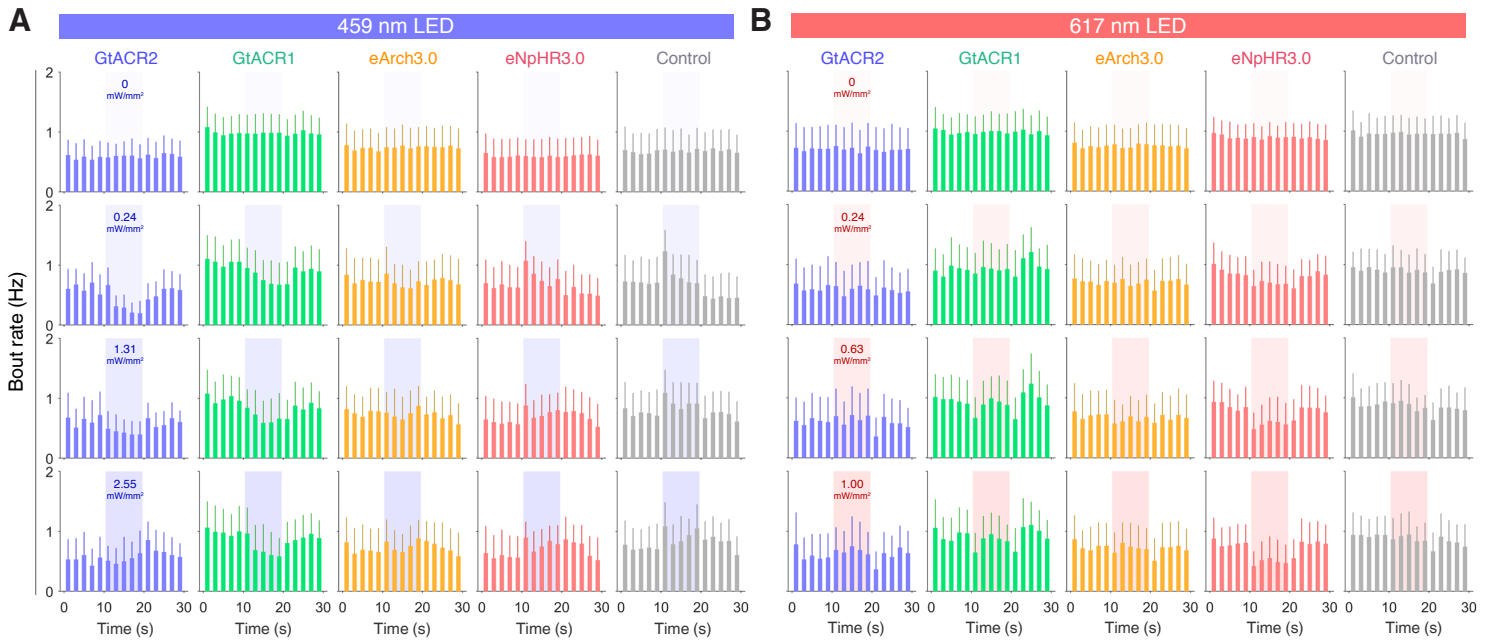 A
459 nm LED
GtACR2
GtACR1
eArch3.0
eNpHR3.0
Control
B
617 nm LED
GtACR2
GtACR1
eArch3.0
eNpHR3.0
Control
Bout rate (Hz)
2
1
0
0
mW/mm²
0
mW/mm²
2
1
0
0.24
mW/mm²
0.24
mW/mm²
2
1
0
1.31
mW/mm²
0.63
mW/mm²
2
1
0
2.55
mW/mm²
1.00
mW/mm²
0 10 20 30
0 10 20 30
0 10 20 30
0 10 20 30
0 10 20 30
0 10 20 30
0 10 20 30
0 10 20 30
0 10 20 30
0 10 20 30
Time (s)
Time (s)
Time (s)
Time (s)
Time (s)
Time (s)
Time (s)
Time (s)
Time (s)
Time (s)